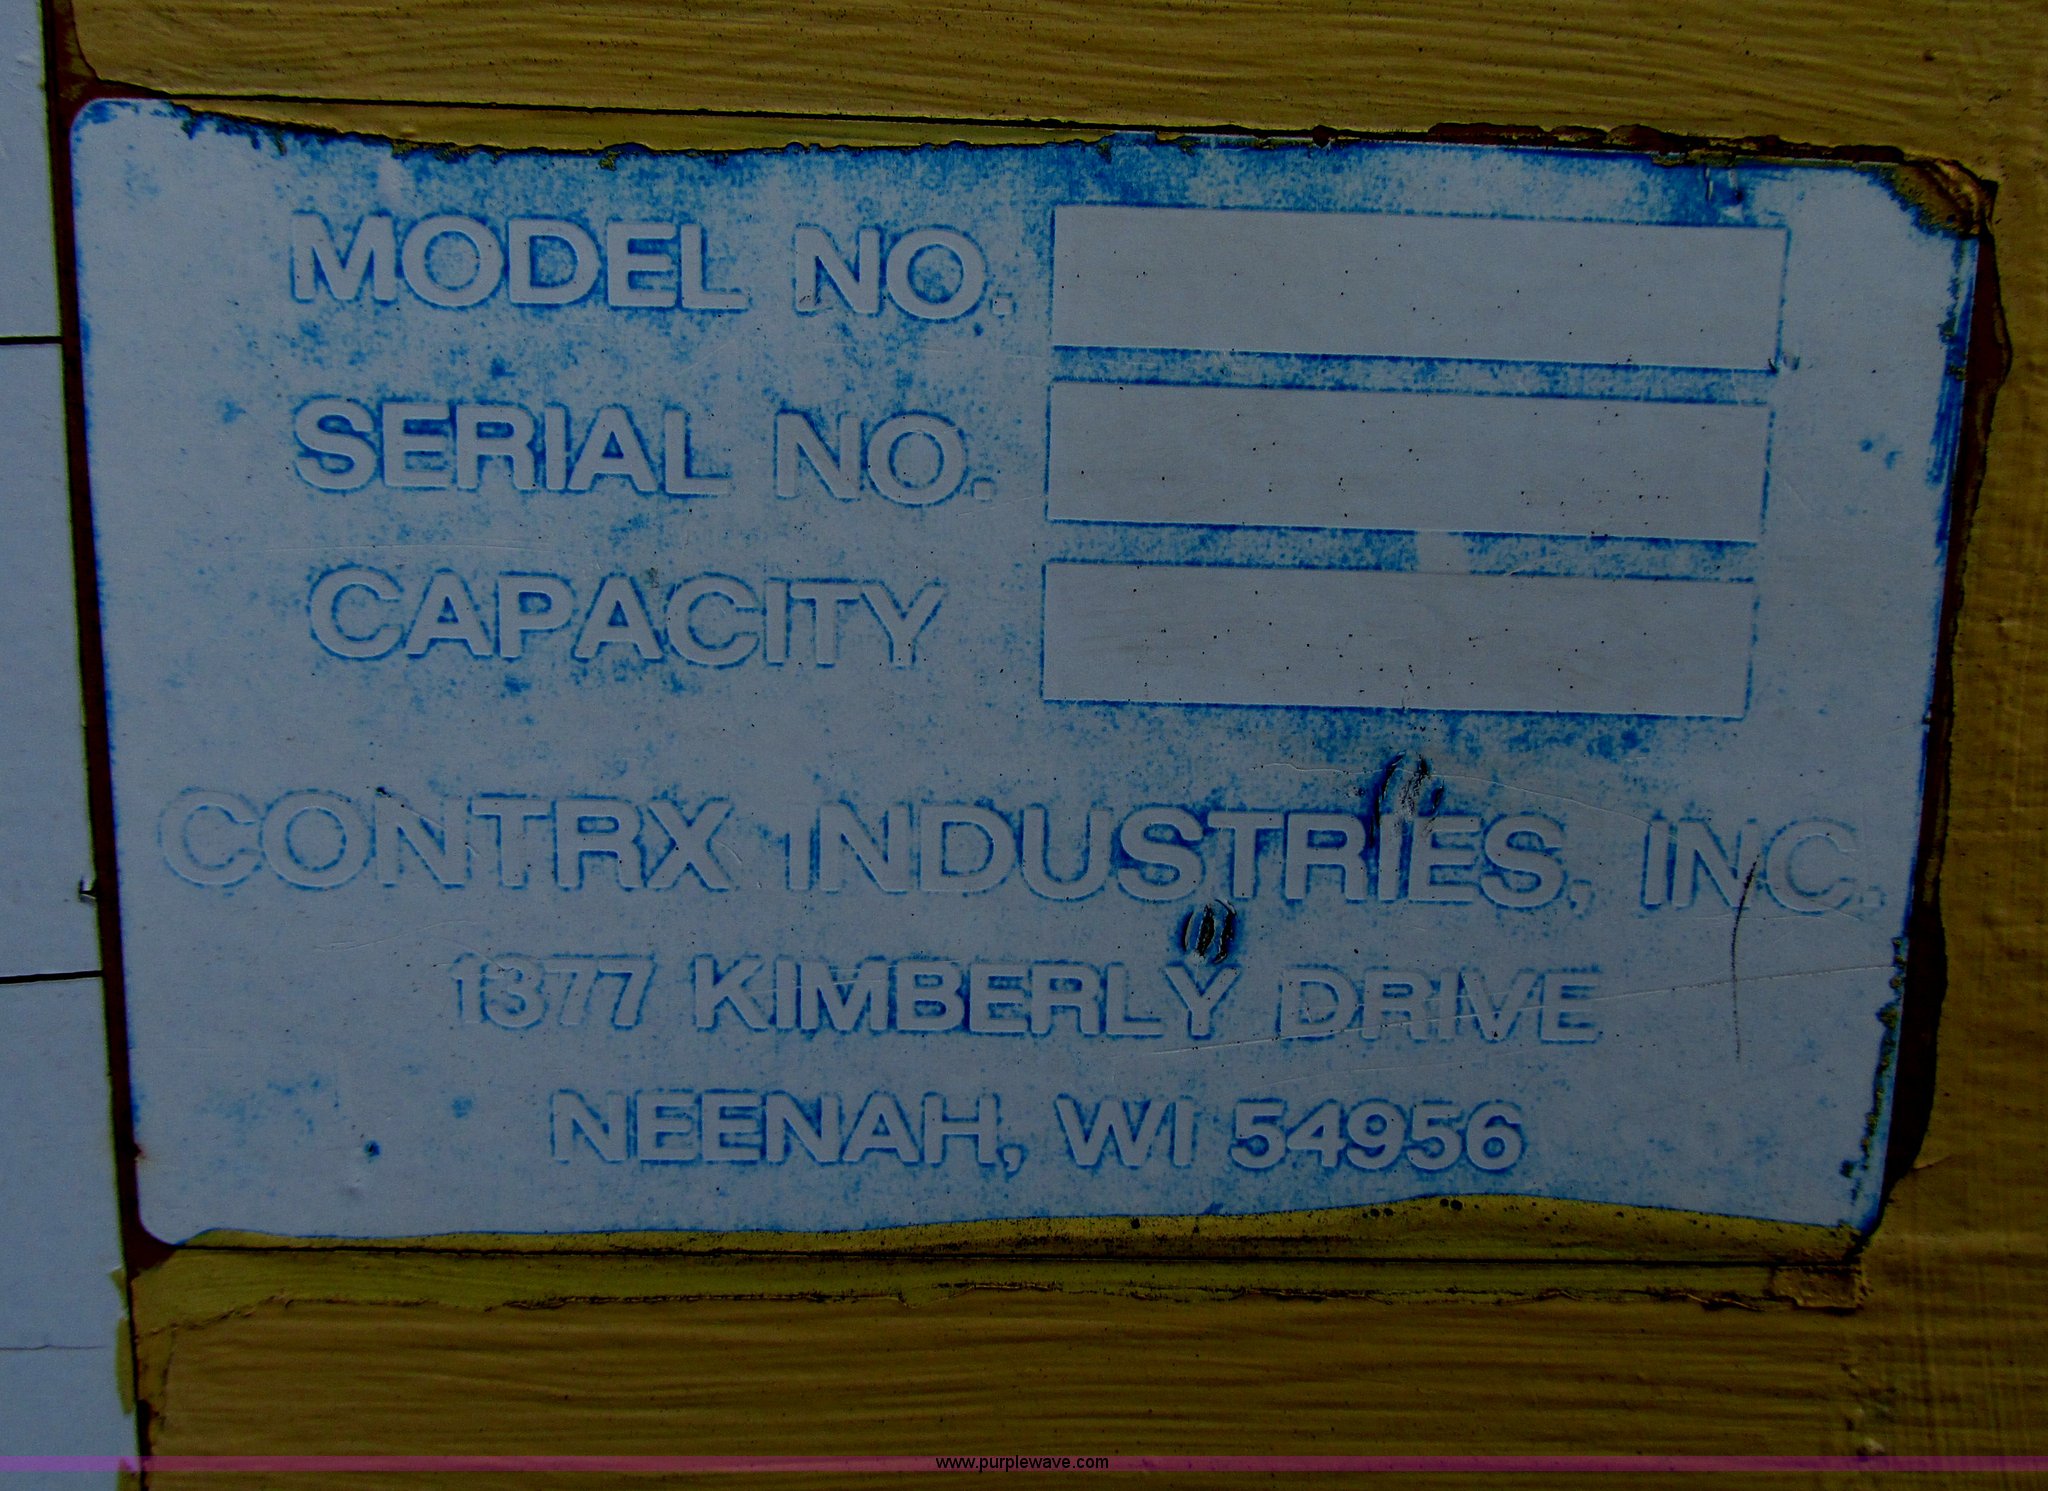 MODEL NO.
SERIAL NO.
CAPACITY
CONTRX INDUSTRIES, INC.
1377 KIMBERLY DRIVE
NEENAH, WI 54956
www.purplewave.com